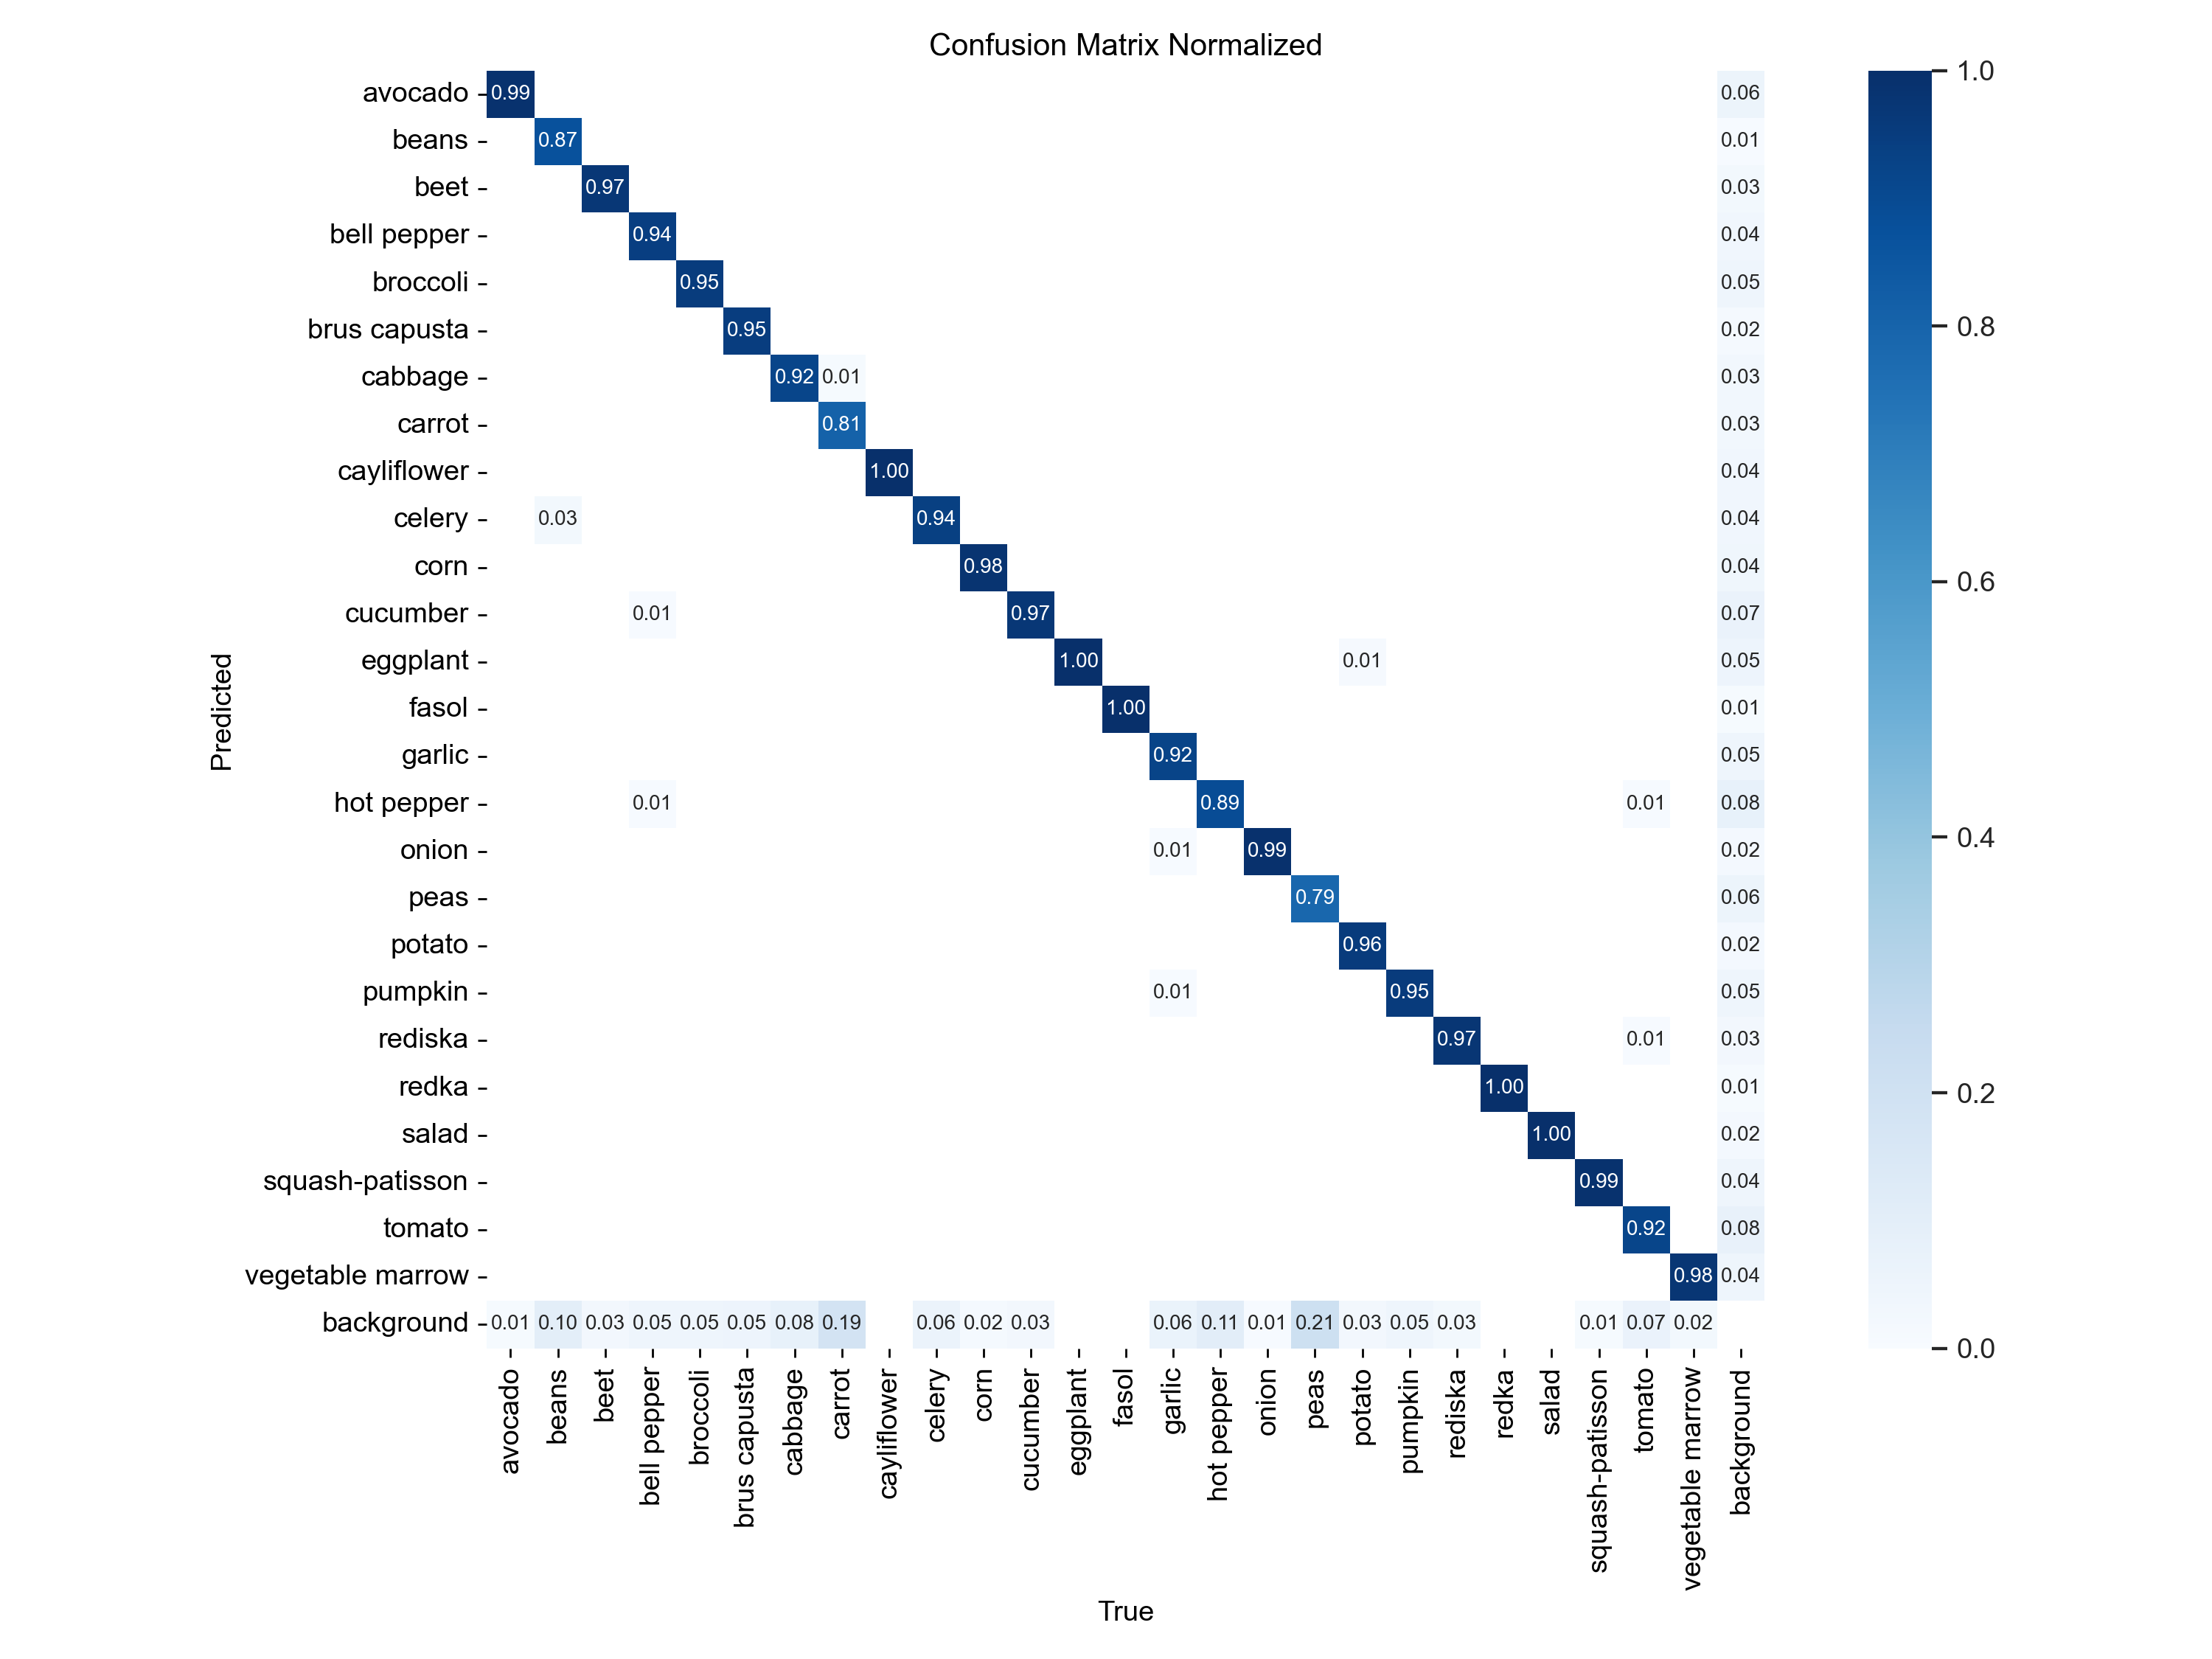 Confusion Matrix Normalized
avocado 0.99 0.06
beans 0.87 0.01
beet 0.97 0.03
bell pepper 0.94 0.04
broccoli 0.95 0.05
brus capusta 0.95 0.02
cabbage 0.92 0.01 0.03
carrot 0.81 0.03
cayliflower 1.00 0.04
celery 0.03 0.94 0.04
corn 0.98 0.04
cucumber 0.01 0.97 0.07
eggplant 1.00 0.01 0.05
fasol 1.00 0.01
garlic 0.92 0.05
hot pepper 0.01 0.89 0.01 0.08
onion 0.01 0.99 0.02
peas 0.79 0.06
potato 0.96 0.02
pumpkin 0.01 0.95 0.05
rediska 0.97 0.01 0.03
redka 1.00 0.01
salad 1.00 0.02
squash-patisson 0.99 0.04
tomato 0.92 0.08
vegetable marrow 0.98 0.04
background 0.01 0.10 0.03 0.05 0.05 0.05 0.08 0.19 0.06 0.02 0.03 0.06 0.11 0.01 0.21 0.03 0.05 0.03 0.01 0.07 0.02
Predicted
avocado
beans
beet
bell pepper
broccoli
brus capusta
cabbage
carrot
cayliflower
celery
corn
cucumber
eggplant
fasol
garlic
hot pepper
onion
peas
potato
pumpkin
rediska
redka
salad
squash-patisson
tomato
vegetable marrow
background
True
1.0
0.8
0.6
0.4
0.2
0.0